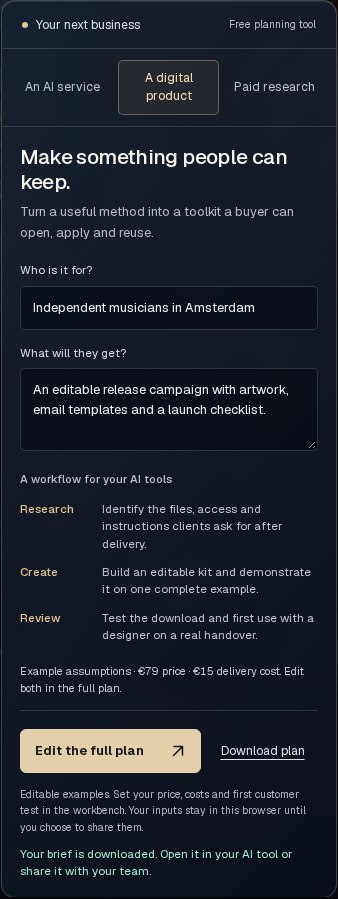 Your next business
Free planning tool
An AI service
A digital
product
Paid research
Make something people can
keep.
Turn a useful method into a toolkit a buyer can
open, apply and reuse.
Who is it for?
Independent musicians in Amsterdam
What will they get?
An editable release campaign with artwork,
email templates and a launch checklist.
A workflow for your AI tools
Research
Identify the files, access and
instructions clients ask for after
delivery.
Create
Build an editable kit and demonstrate
it on one complete example.
Review
Test the download and first use with a
designer on a real handover.
Example assumptions · €79 price · €15 delivery cost. Edit
both in the full plan.
Edit the full plan
Download plan
Editable examples. Set your price, costs and first customer
test in the workbench. Your inputs stay in this browser until
you choose to share them.
Your brief is downloaded. Open it in your AI tool or
share it with your team.